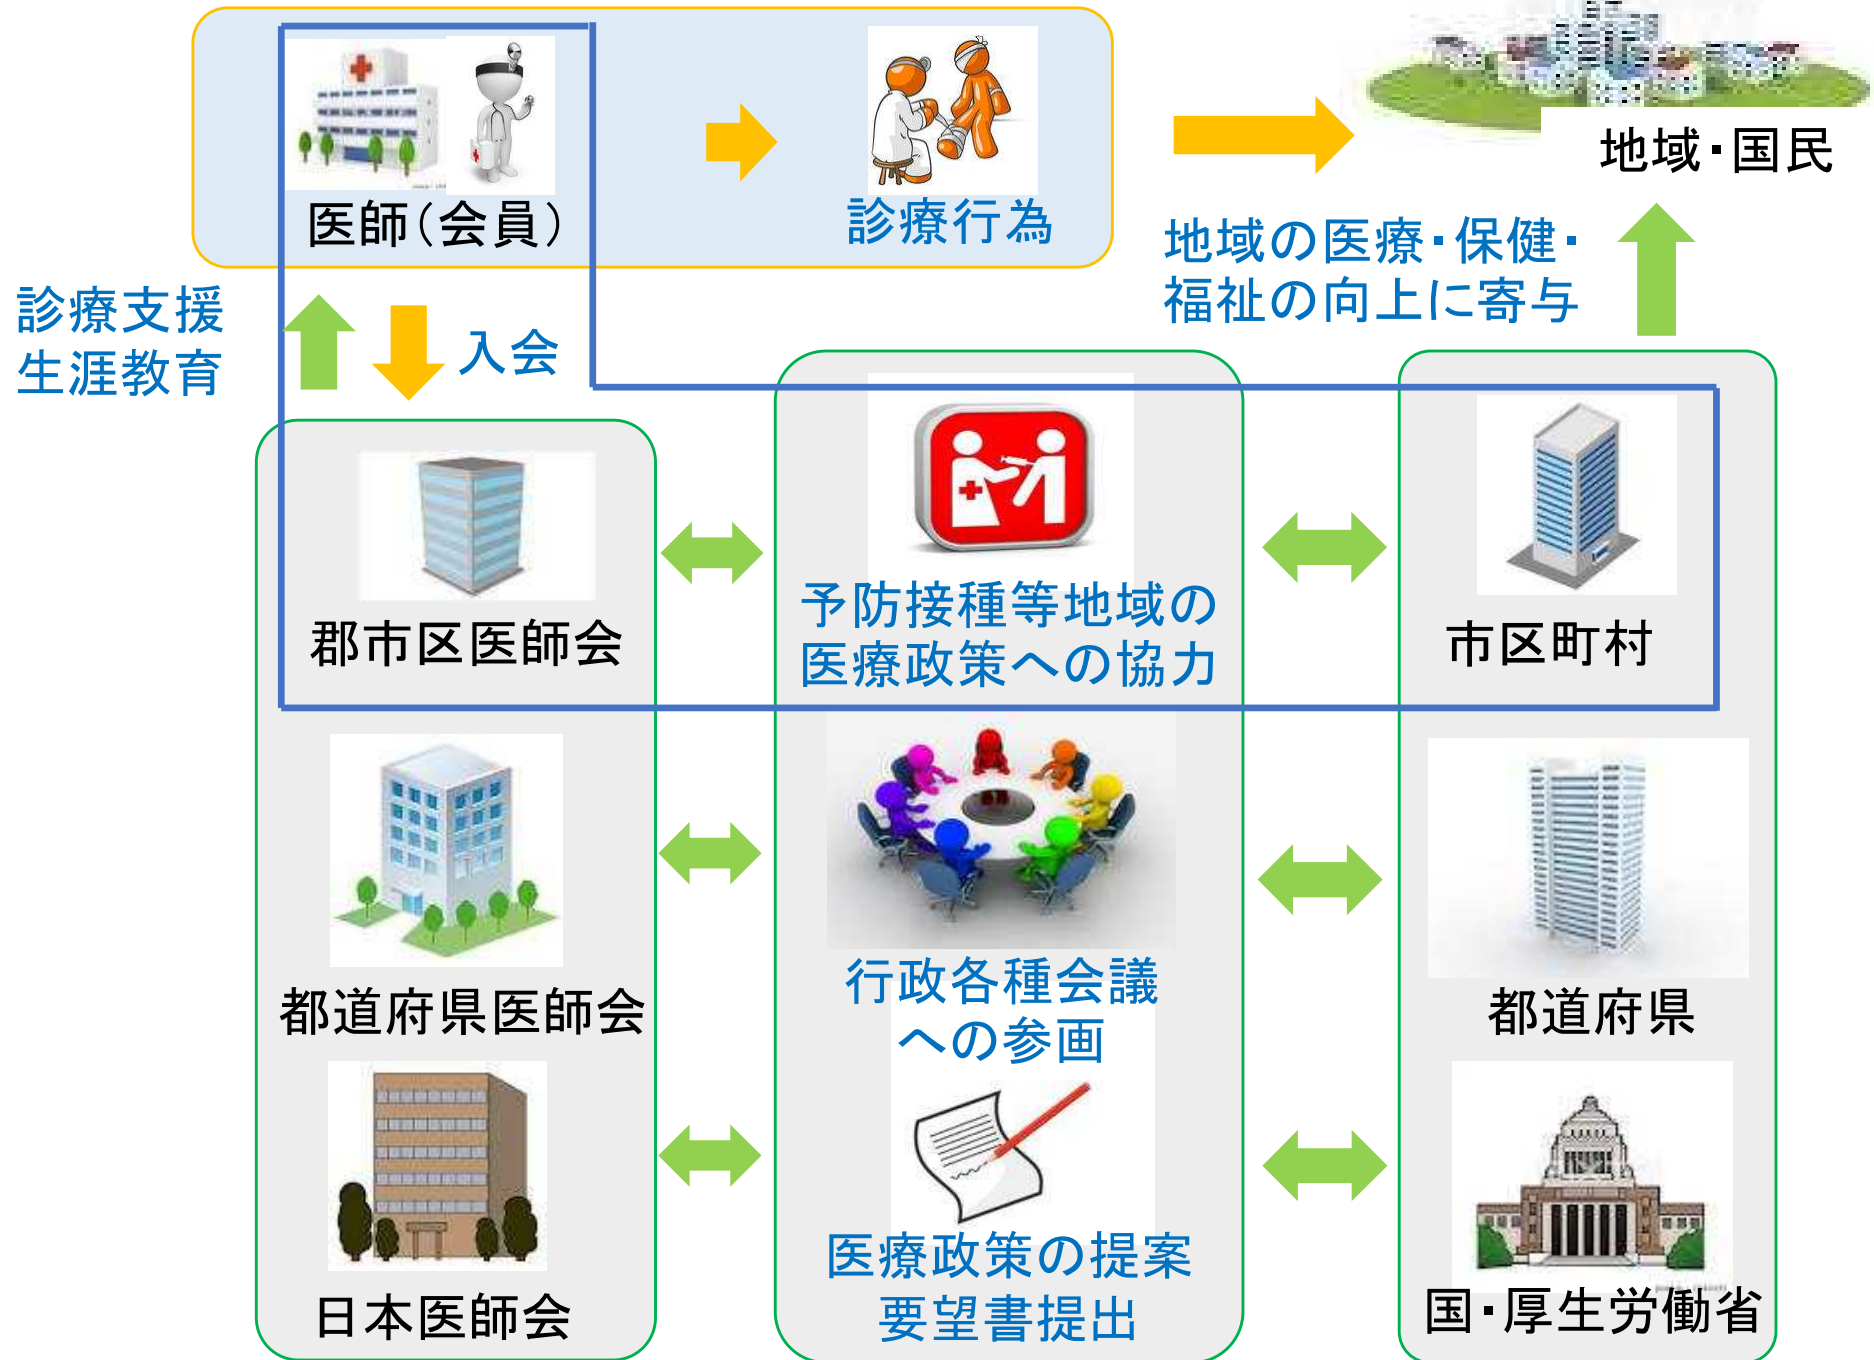 医師(会員)
診療行為
地域・国民
地域の医療・保健・
福祉の向上に寄与
診療支援
生涯教育
入会
予防接種等地域の
医療政策への協力
郡市区医師会
市区町村
行政各種会議
への参画
都道府県医師会
都道府県
医療政策の提案
要望書提出
日本医師会
国・厚生労働省